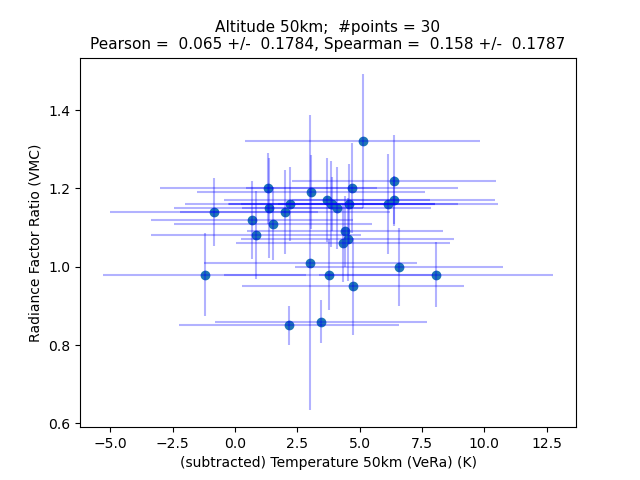 Altitude 50km;  #points = 30
Pearson =  0.065 +/-  0.1784, Spearman =  0.158 +/-  0.1787
1.4
1.2
1.0
0.8
0.6
Radiance Factor Ratio (VMC)
−5.0 −2.5 0.0 2.5 5.0 7.5 10.0 12.5
(subtracted) Temperature 50km (VeRa) (K)